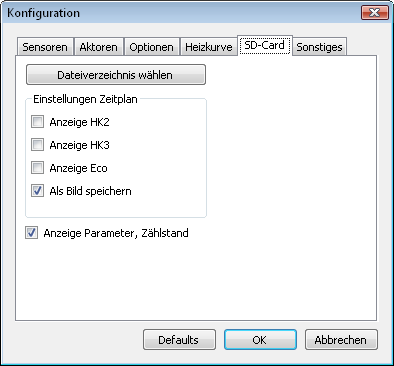 Konfiguration
Sensoren Aktoren Optionen Heizkurve SD-Card Sonstiges
Dateiverzeichnis wählen
Einstellungen Zeitplan
Anzeige HK2
Anzeige HK3
Anzeige Eco
Als Bild speichern
Anzeige Parameter, Zählstand
Defaults OK Abbrechen